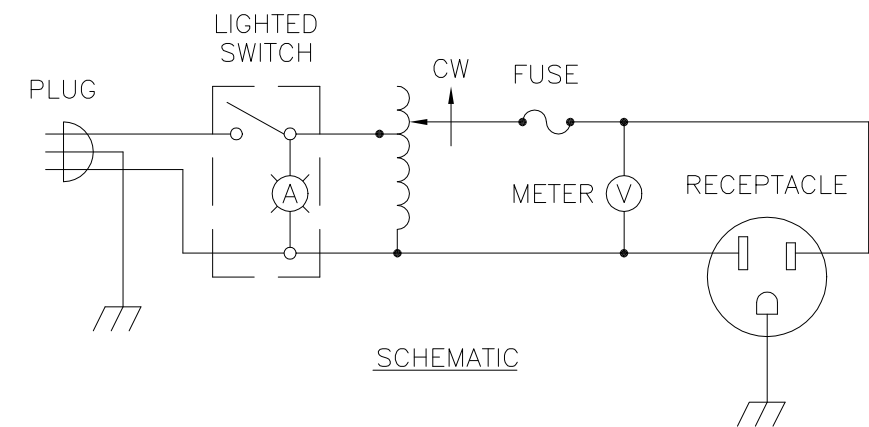 LIGHTED
SWITCH
PLUG
CW
FUSE
A
METER
V
RECEPTACLE
SCHEMATIC